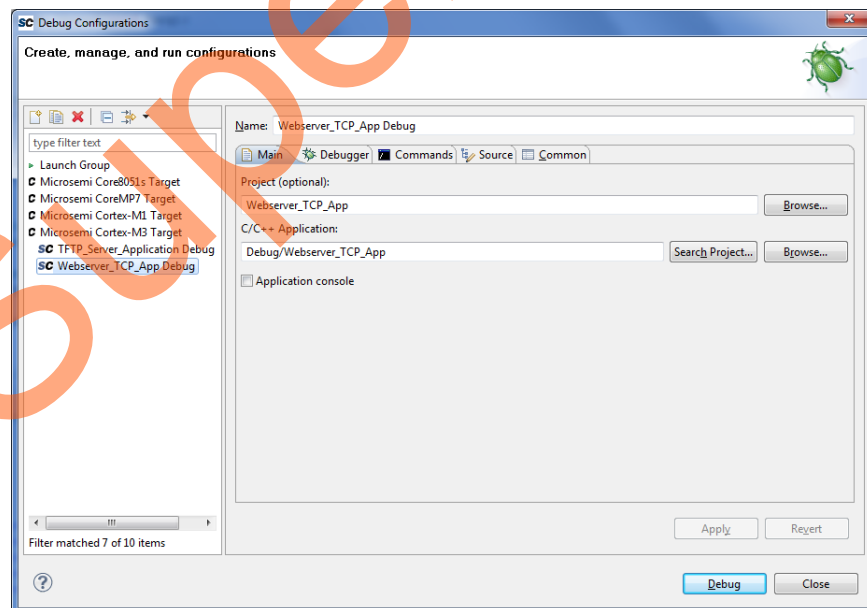 SC Debug Configurations
Create, manage, and run configurations
type filter text
Launch Group
C Microsemi Core8051s Target
C Microsemi CoreMP7 Target
C Microsemi Cortex-M1 Target
C Microsemi Cortex-M3 Target
SC TFTP_Server_Application Debug
SC Webserver_TCP_App Debug
Filter matched 7 of 10 items
Name: Webserver_TCP_App Debug
Main Debugger Commands Source Common
Project (optional):
Webserver_TCP_App Browse...
C/C++ Application:
Debug/Webserver_TCP_App Search Project... Browse...
Application console
Apply Revert
? Debug Close
Supe